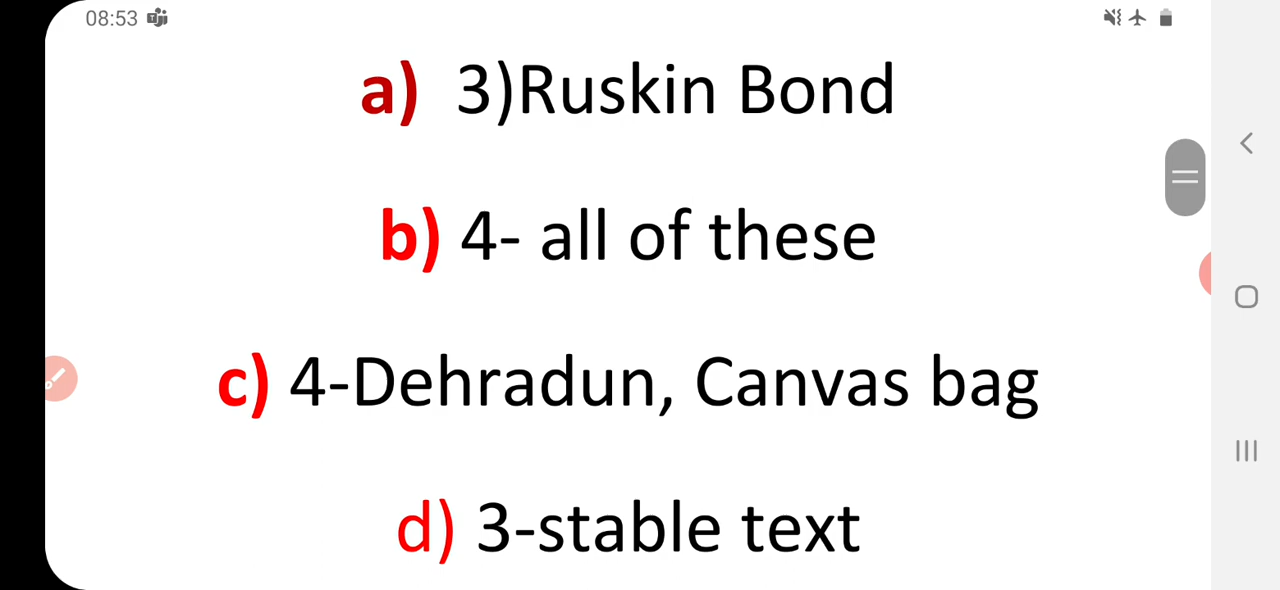 08:53
a) 3)Ruskin Bond
b) 4- all of these
c) 4-Dehradun, Canvas bag
d) 3-stable text